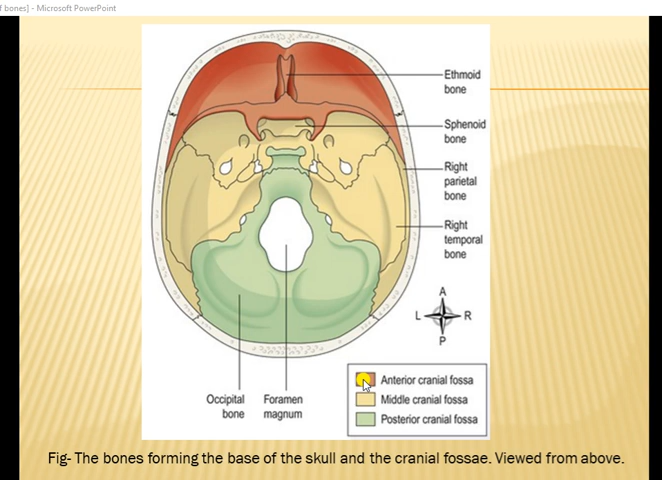 f bones] - Microsoft PowerPoint
Ethmoid
bone
Sphenoid
bone
Right
parietal
bone
Right
temporal
bone
A
L R
P
Occipital
bone
Foramen
magnum
Anterior cranial fossa
Middle cranial fossa
Posterior cranial fossa
Fig- The bones forming the base of the skull and the cranial fossae. Viewed from above.